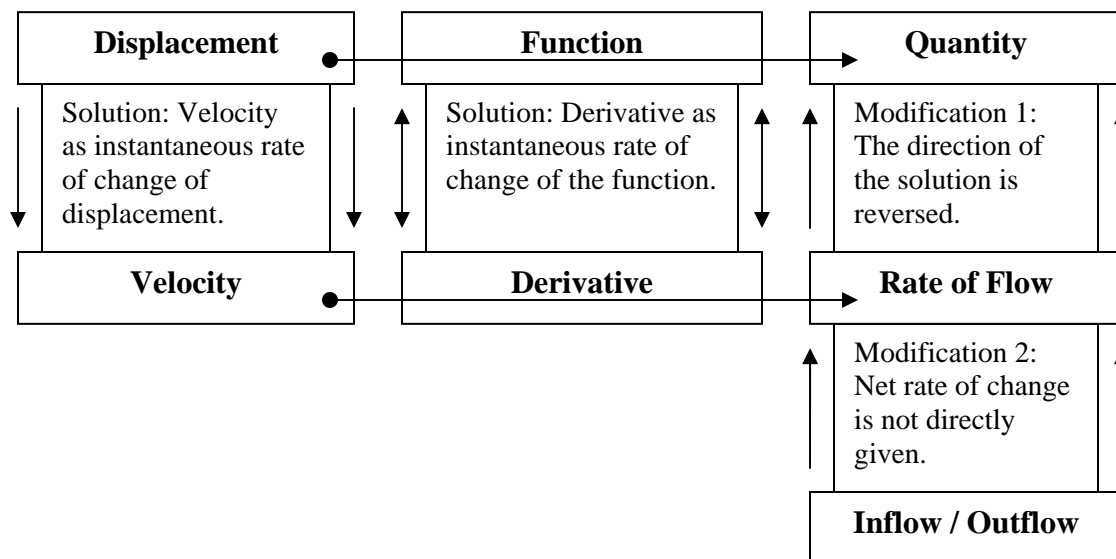 Displacement
Function
Quantity
Solution: Velocity
as instantaneous rate
of change of
displacement.
Solution: Derivative as
instantaneous rate of
change of the function.
Modification 1:
The direction of
the solution is
reversed.
Velocity
Derivative
Rate of Flow
Modification 2:
Net rate of change
is not directly
given.
Inflow / Outflow